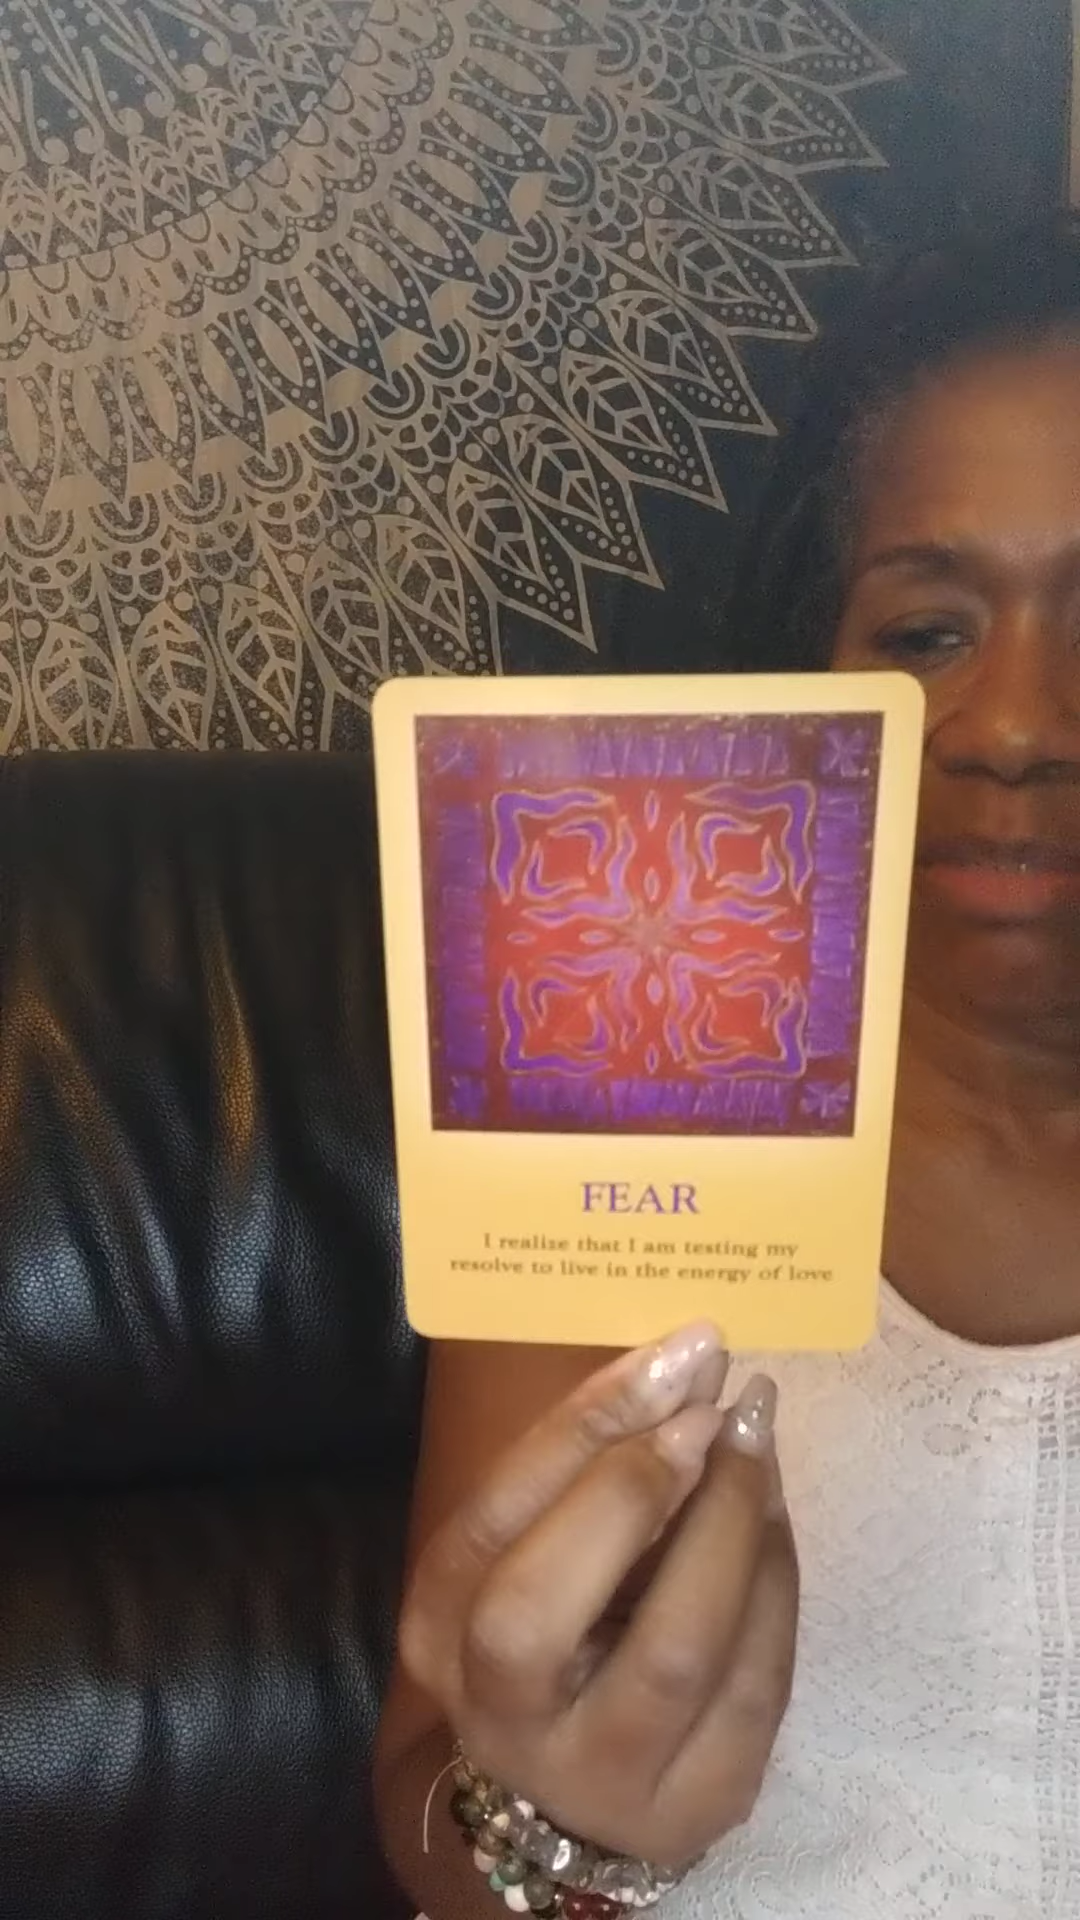 FEAR
I realize that I am testing my
resolve to live in the energy of love